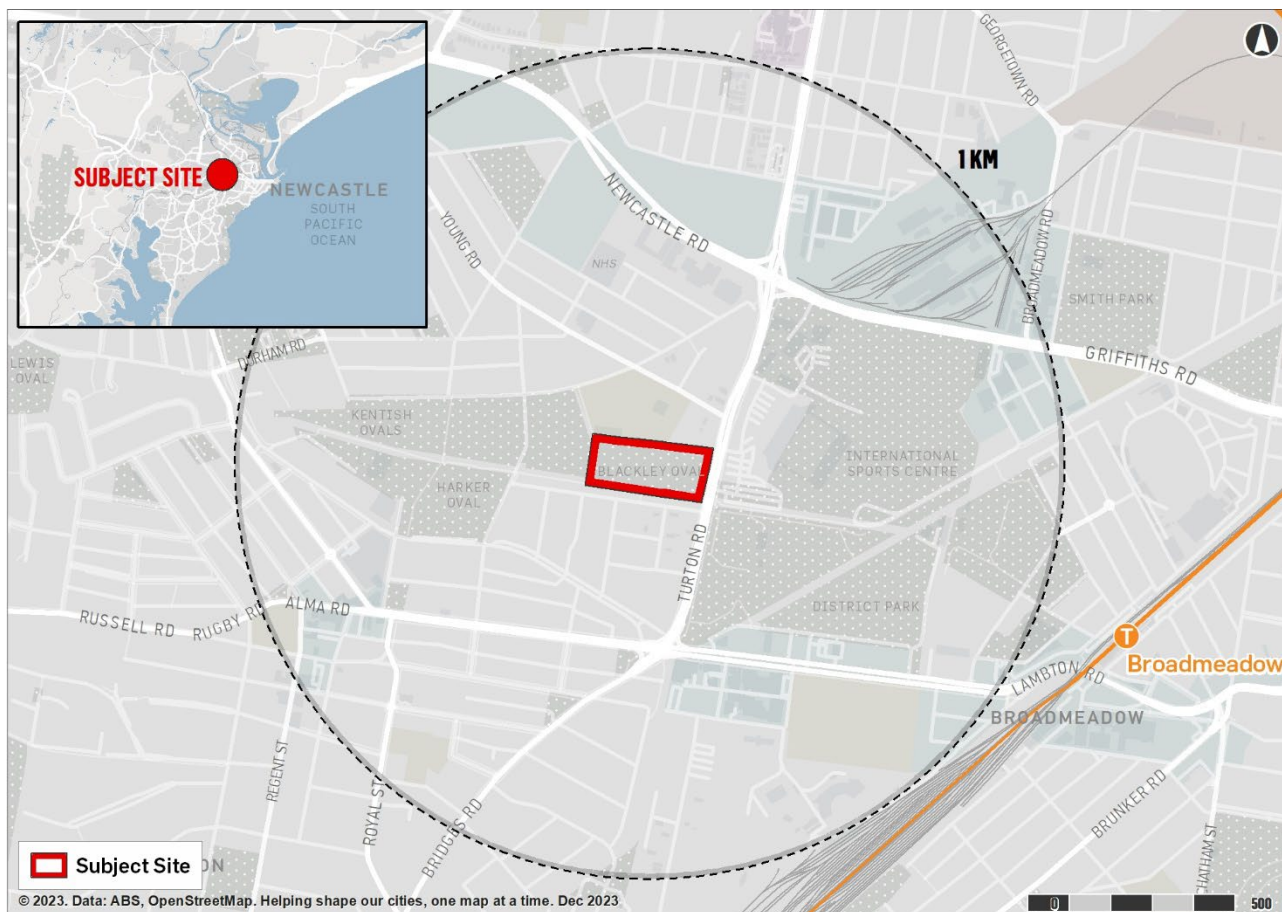 SUBJECT SITE
NEWCASTLE
SOUTH
PACIFIC
OCEAN
GEORGETOWN RD
1 KM
NEWCASTLE RD
YOUNG RD
NHS
BROADMEADOW RD
SMITH PARK
GRIFFITHS RD
LEWIS
OVAL
DURHAM RD
KENTISH
OVALS
BLACKLEY OVAL
INTERNATIONAL
SPORTS CENTRE
HARKER
OVAL
TURTON RD
DISTRICT PARK
RUSSELL RD
RUGBY RD
ALMA RD
T
Broadmeadow
LAMBTON RD
BROADMEADOW
REGENT ST
ROYAL ST
BRIDGES RD
BRUNKER RD
CHATHAM ST
ON
Subject Site
© 2023. Data: ABS, OpenStreetMap. Helping shape our cities, one map at a time. Dec 2023
0 500